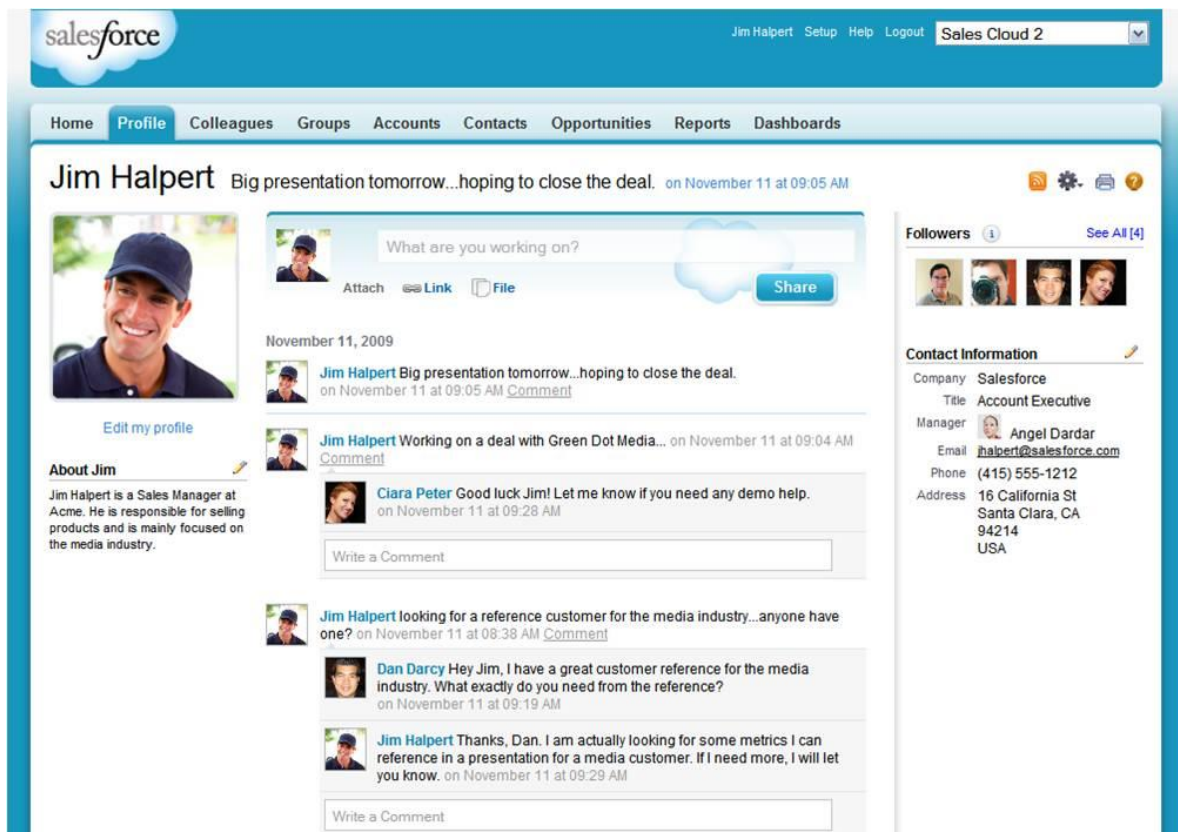 salesforce
Jim Halpert Setup Help Logout Sales Cloud 2
Home Profile Colleagues Groups Accounts Contacts Opportunities Reports Dashboards
Jim Halpert Big presentation tomorrow...hoping to close the deal. on November 11 at 09:05 AM
What are you working on?
Attach Link File
Share
Edit my profile
About Jim
Jim Halpert is a Sales Manager at
Acme. He is responsible for selling
products and is mainly focused on
the media industry.
November 11, 2009
Jim Halpert Big presentation tomorrow...hoping to close the deal.
on November 11 at 09:05 AM Comment
Jim Halpert Working on a deal with Green Dot Media... on November 11 at 09:04 AM
Comment
Ciara Peter Good luck Jim! Let me know if you need any demo help.
on November 11 at 09:28 AM
Write a Comment
Jim Halpert looking for a reference customer for the media industry...anyone have
one? on November 11 at 08:38 AM Comment
Dan Darcy Hey Jim, I have a great customer reference for the media
industry. What exactly do you need from the reference?
on November 11 at 09:19 AM
Jim Halpert Thanks, Dan. I am actually looking for some metrics I can
reference in a presentation for a media customer. If I need more, I will let
you know. on November 11 at 09:29 AM
Write a Comment
Followers i See All [4]
Contact Information
Company Salesforce
Title Account Executive
Manager Angel Dardar
Email jhalpert@salesforce.com
Phone (415) 555-1212
Address 16 California St
Santa Clara, CA
94214
USA